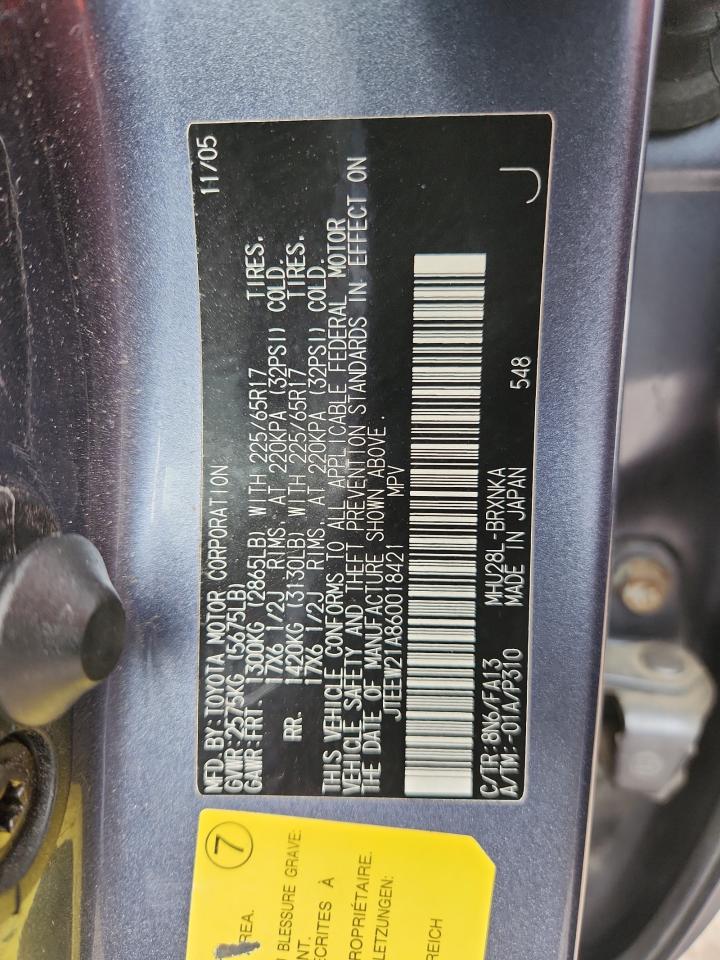 MFD. BY: TOYOTA MOTOR CORPORATION 11/05
GVWR: 2575KG (5675LB)
GAWR: FRT. 1300KG (2865LB) WITH 225/65R17 TIRES,
17X6 1/2J RIMS, AT 220KPA (32PSI) COLD.
RR. 1420KG (3130LB) WITH 225/65R17 TIRES,
17X6 1/2J RIMS, AT 220KPA (32PSI) COLD.
THIS VEHICLE CONFORMS TO ALL APPLICABLE FEDERAL MOTOR
VEHICLE SAFETY AND THEFT PREVENTION STANDARDS IN EFFECT ON
THE DATE OF MANUFACTURE SHOWN ABOVE.
JTEEW21A860018421 MPV
C/TR: 8N6/FA13 MHU28L-BRXNKA 548
A/TM: -01A/P310 MADE IN JAPAN J
7
REA.
BLESSURE GRAVE:
NT.
ECRITES À
PROPRIÉTAIRE.
LETZUNGEN:
REICH